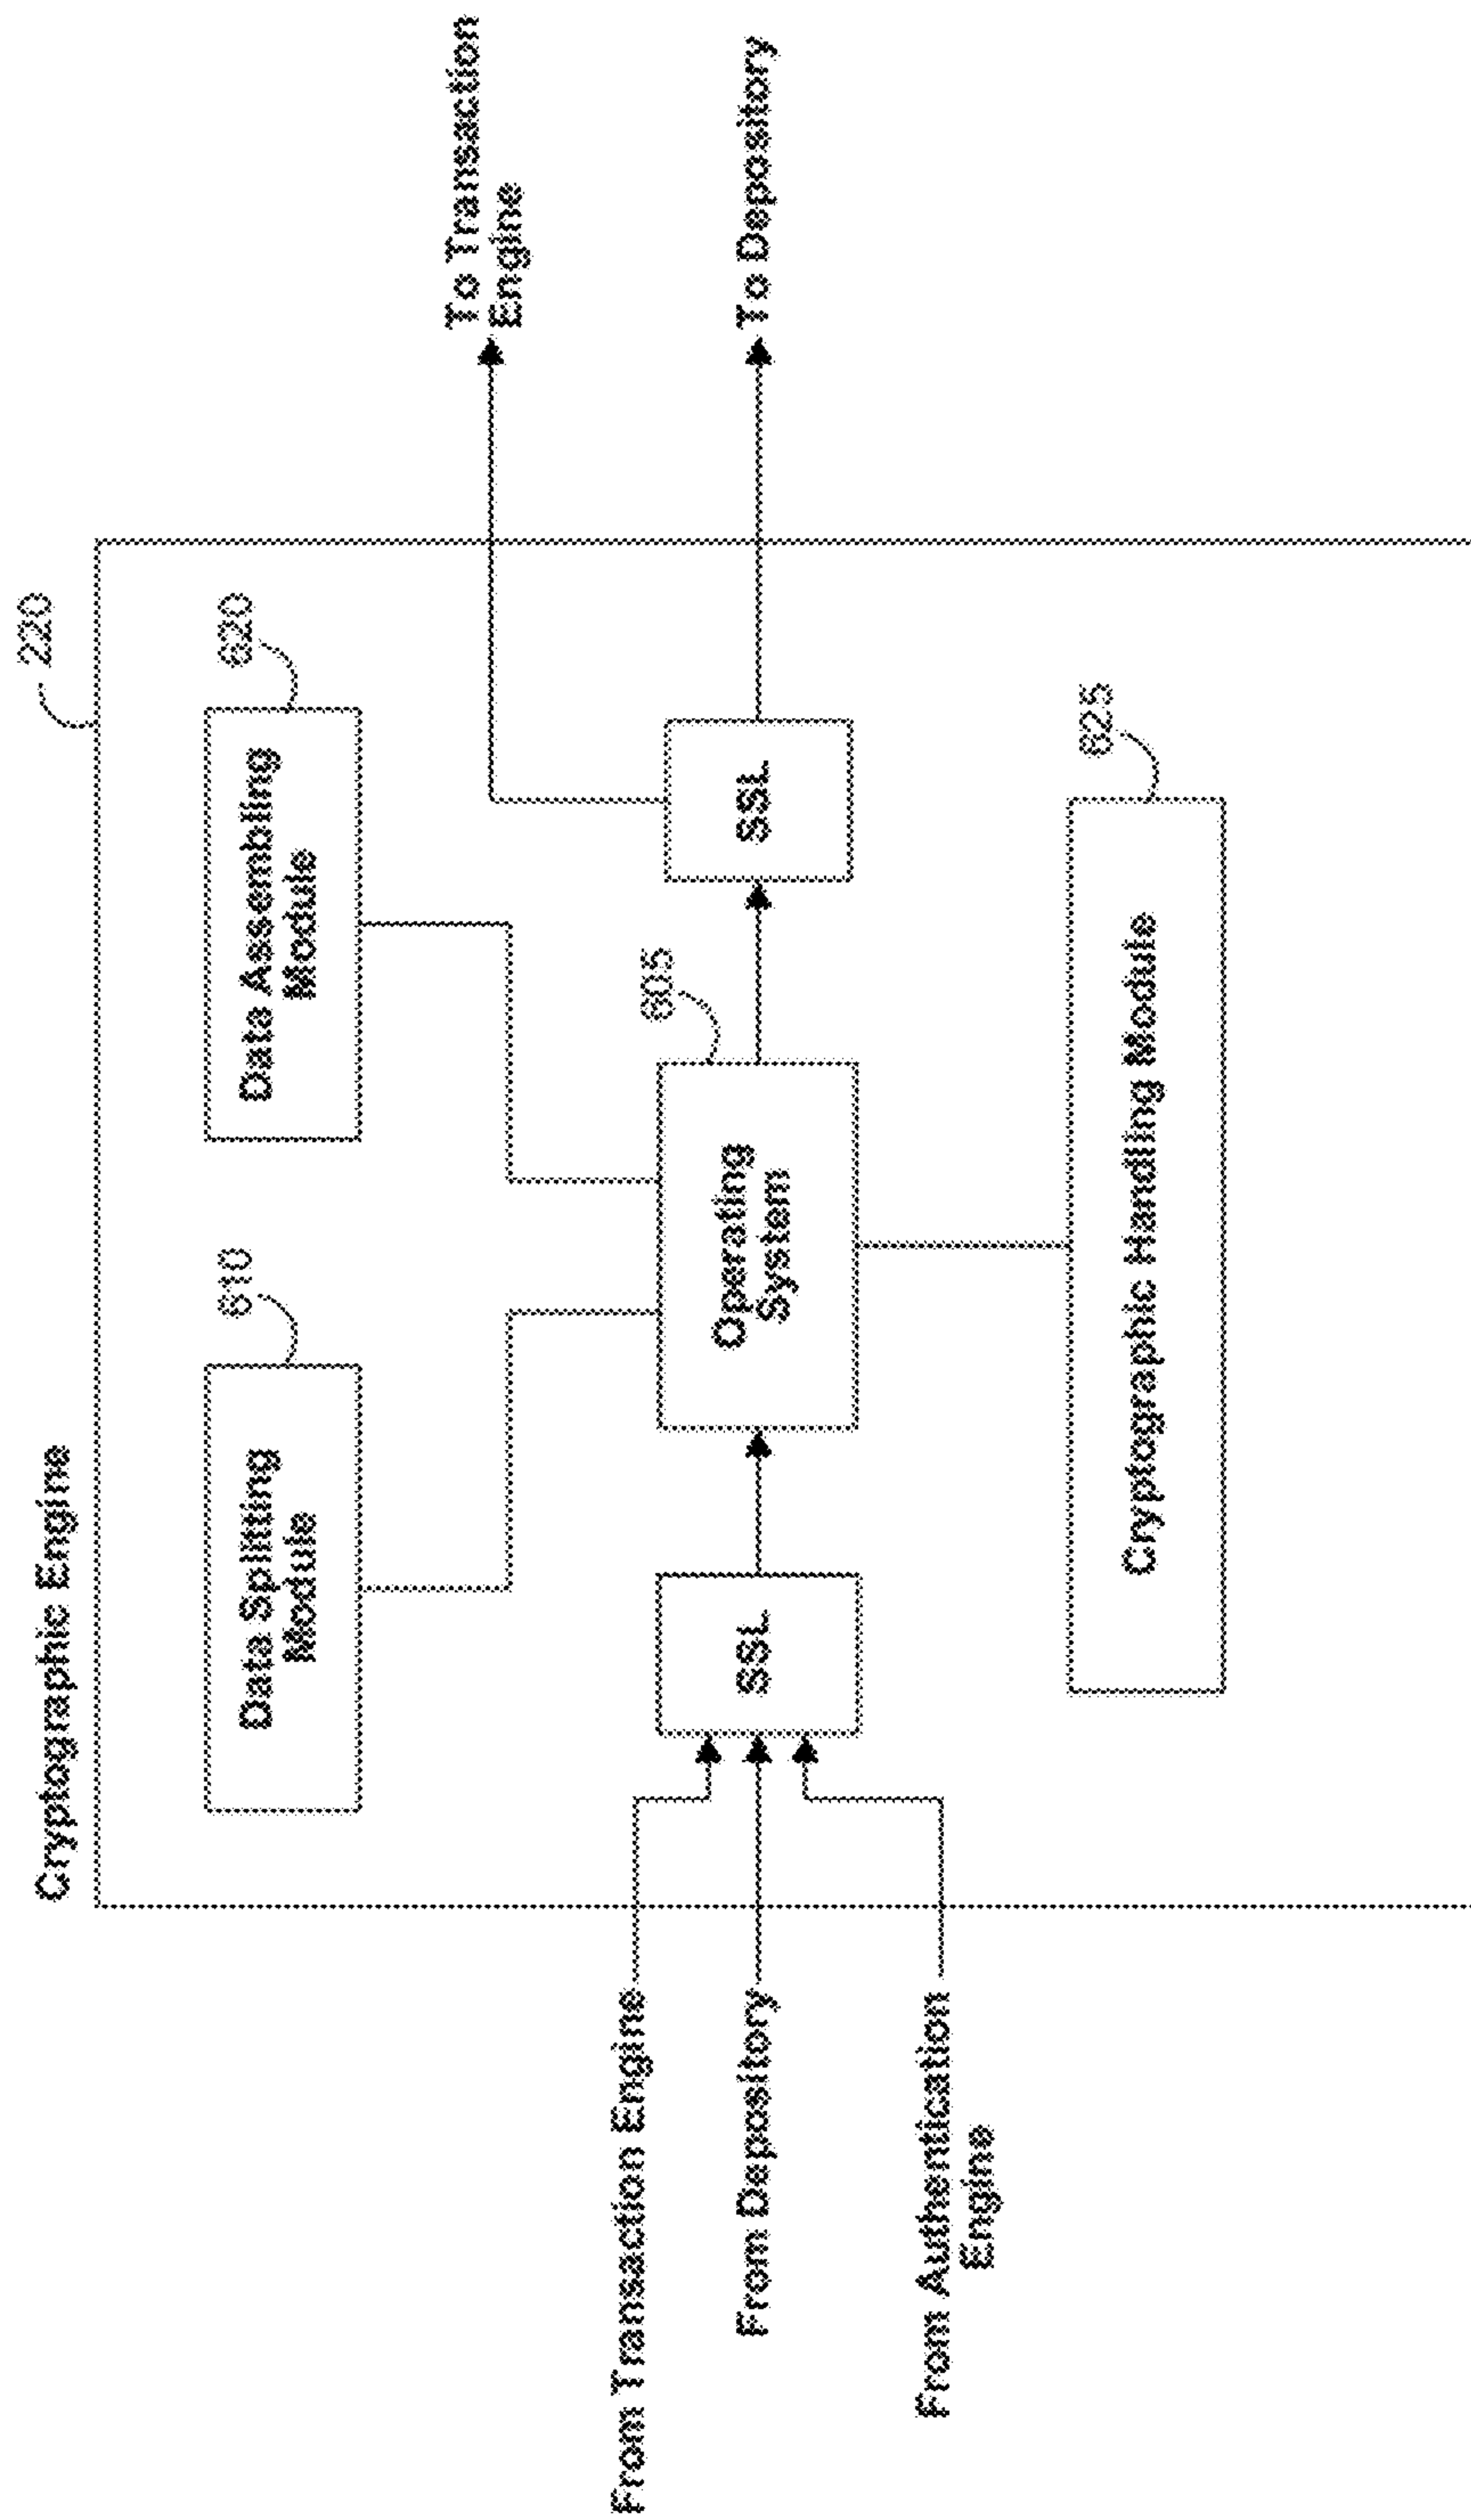 220
Cryptographic Engine
610
620
Data Splitting
Module
Data Assembling
Module
To Transaction
Engine
605
From Transaction Engine
From Depository
SSL
Operating
System
SSL
To Depository
From Authentication
Engine
625
Cryptographic Handling Module